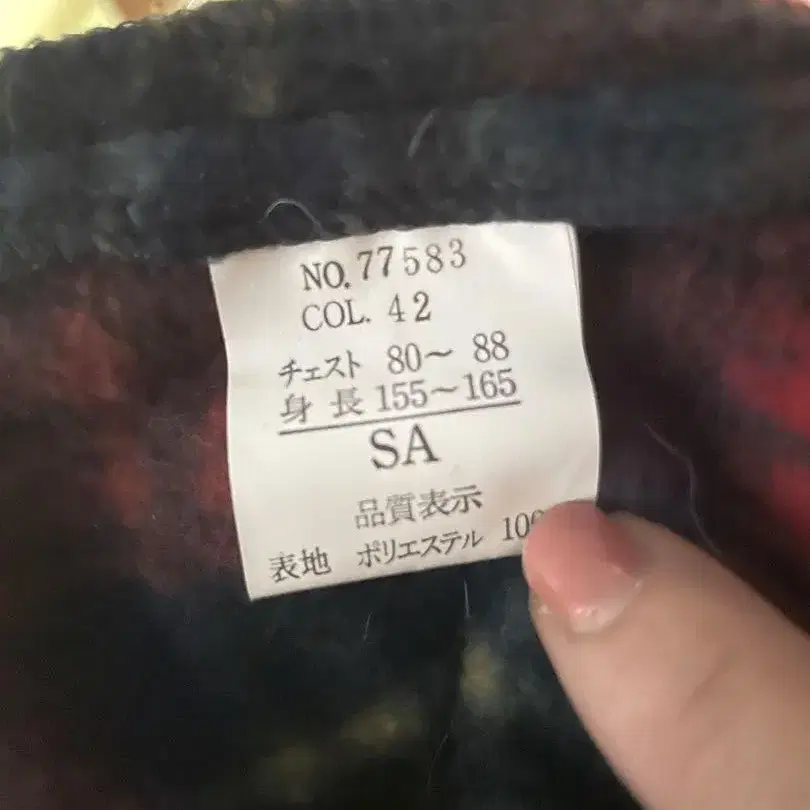 NO. 77583
COL. 42
チェスト 80〜 88
身 長 155〜165
SA
品質表示
表地 ポリエステル